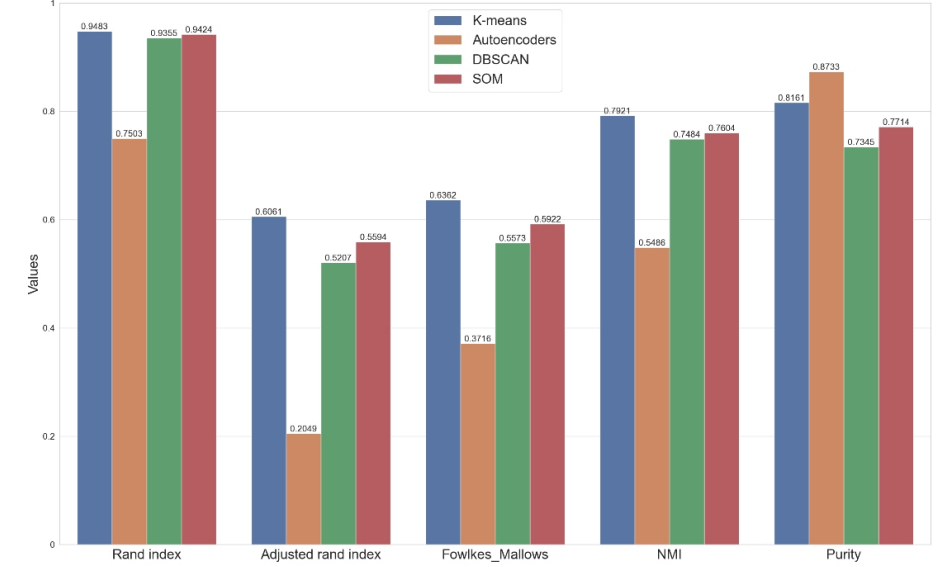 1
0.9483
0.9355
0.9424
K-means
Autoencoders
DBSCAN
SOM
0.8733
0.8
0.7503
0.7921
0.7484
0.7604
0.8161
0.7345
0.7714
0.6
0.6061
0.5207
0.5594
0.6362
0.5573
0.5922
0.5486
Values
0.4
0.3716
0.2
0.2049
0
Rand index
Adjusted rand index
Fowlkes_Mallows
NMI
Purity